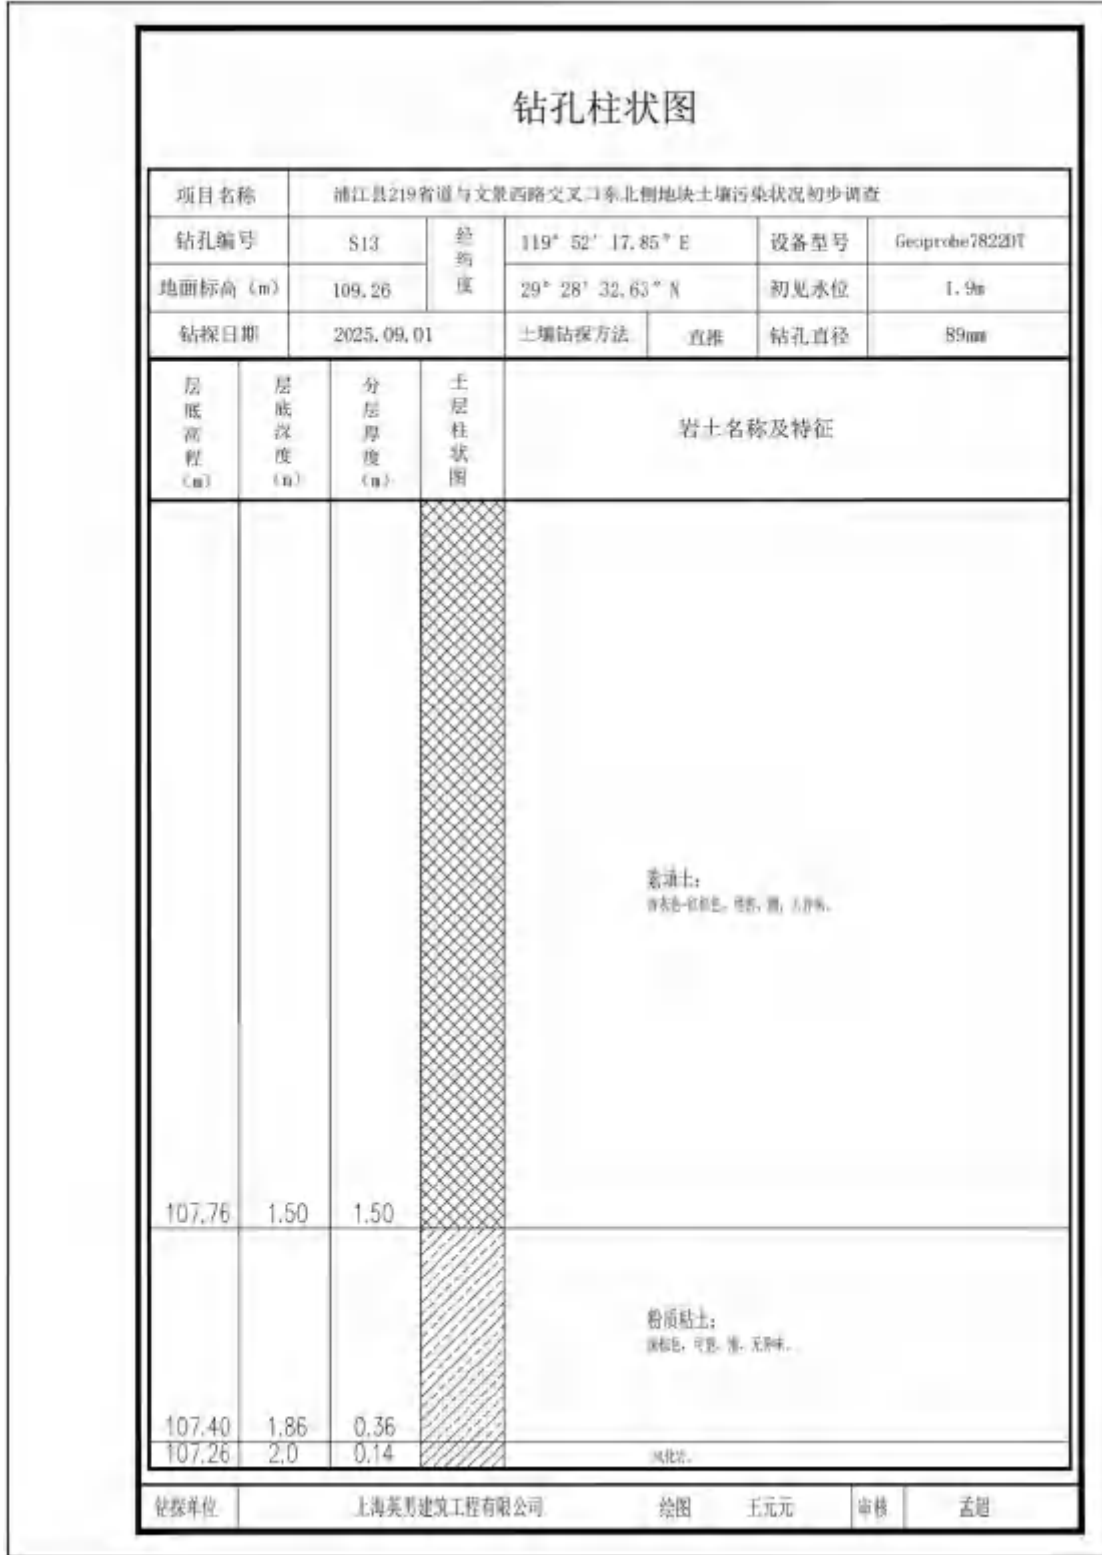 钻孔柱状图
项目名称 浦江县219省道与文景西路交叉口东北侧地块土壤污染状况初步调查
钻孔编号 S13 经纬度 119° 52′ 17.85″ E 设备型号 Geoprobe7822DT
地面标高(m) 109.26 29° 28′ 32.63″ N 初见水位 1.9m
钻探日期 2025.09.01 土壤钻探方法 直推 钻孔直径 89mm
层底高程(m) 层底深度(m) 分层厚度(m) 土层柱状图 岩土名称及特征
素填土:
107.76 1.50 1.50
粉质粘土:
可塑、 无异味.
107.40 1.86 0.36
107.26 2.0 0.14 风化岩.
钻探单位 上海英男建筑工程有限公司 绘图 王元元 审核 孟超